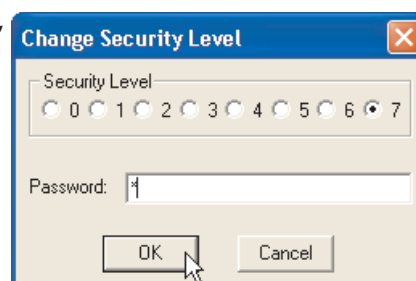 Change Security Level
Security Level
0 1 2 3 4 5 6 7
Password: *
OK Cancel